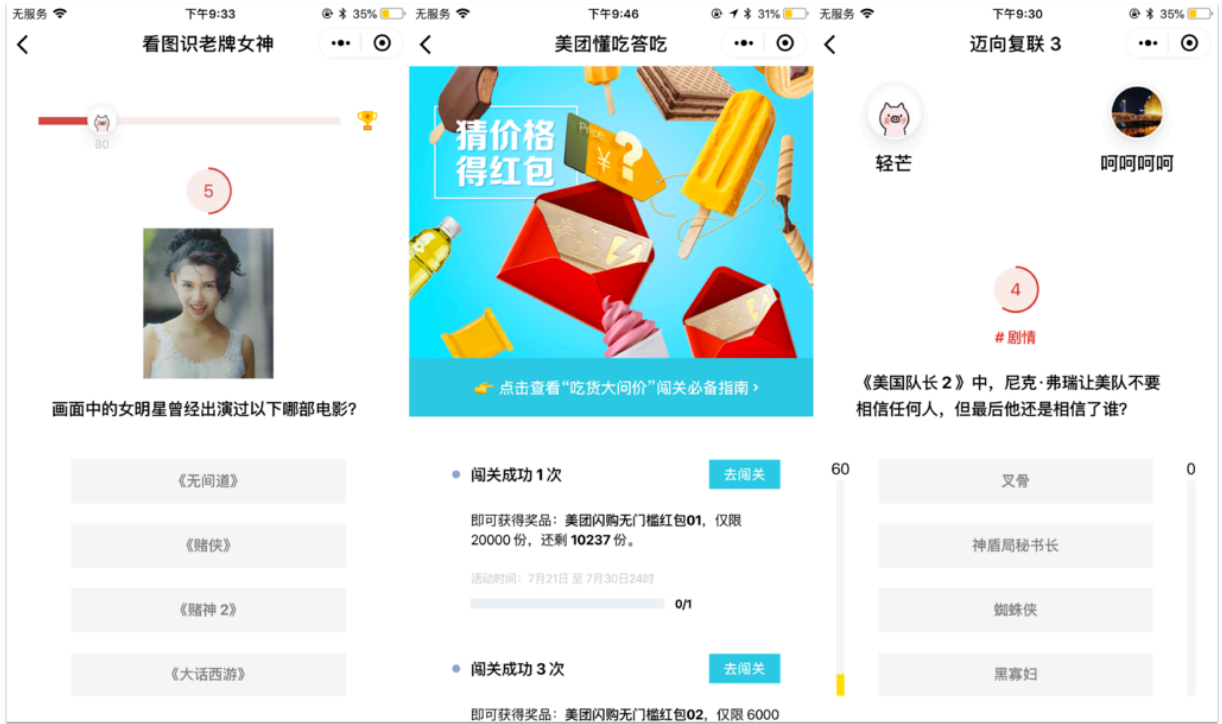 无服务
下午9:33
35%
看图识老牌女神
80
5
画面中的女明星曾经出演过以下哪部电影?
《无间道》
《赌侠》
《赌神 2》
《大话西游》
无服务
下午9:46
31%
美团懂吃答吃
猜价格
得红包
Price:
¥ ?
👉 点击查看“吃货大问价”闯关必备指南 ›
闯关成功 1 次
去闯关
即可获得奖品：美团闪购无门槛红包01，仅限
20000 份，还剩 10237 份。
活动时间：7月21日 至 7月30日24时
0/1
闯关成功 3 次
去闯关
即可获得奖品：美团闪购无门槛红包02，仅限 6000
无服务
下午9:30
35%
迈向复联 3
轻芒
呵呵呵呵
4
# 剧情
《美国队长 2 》中，尼克·弗瑞让美队不要
相信任何人，但最后他还是相信了谁?
60
0
叉骨
神盾局秘书长
蜘蛛侠
黑寡妇